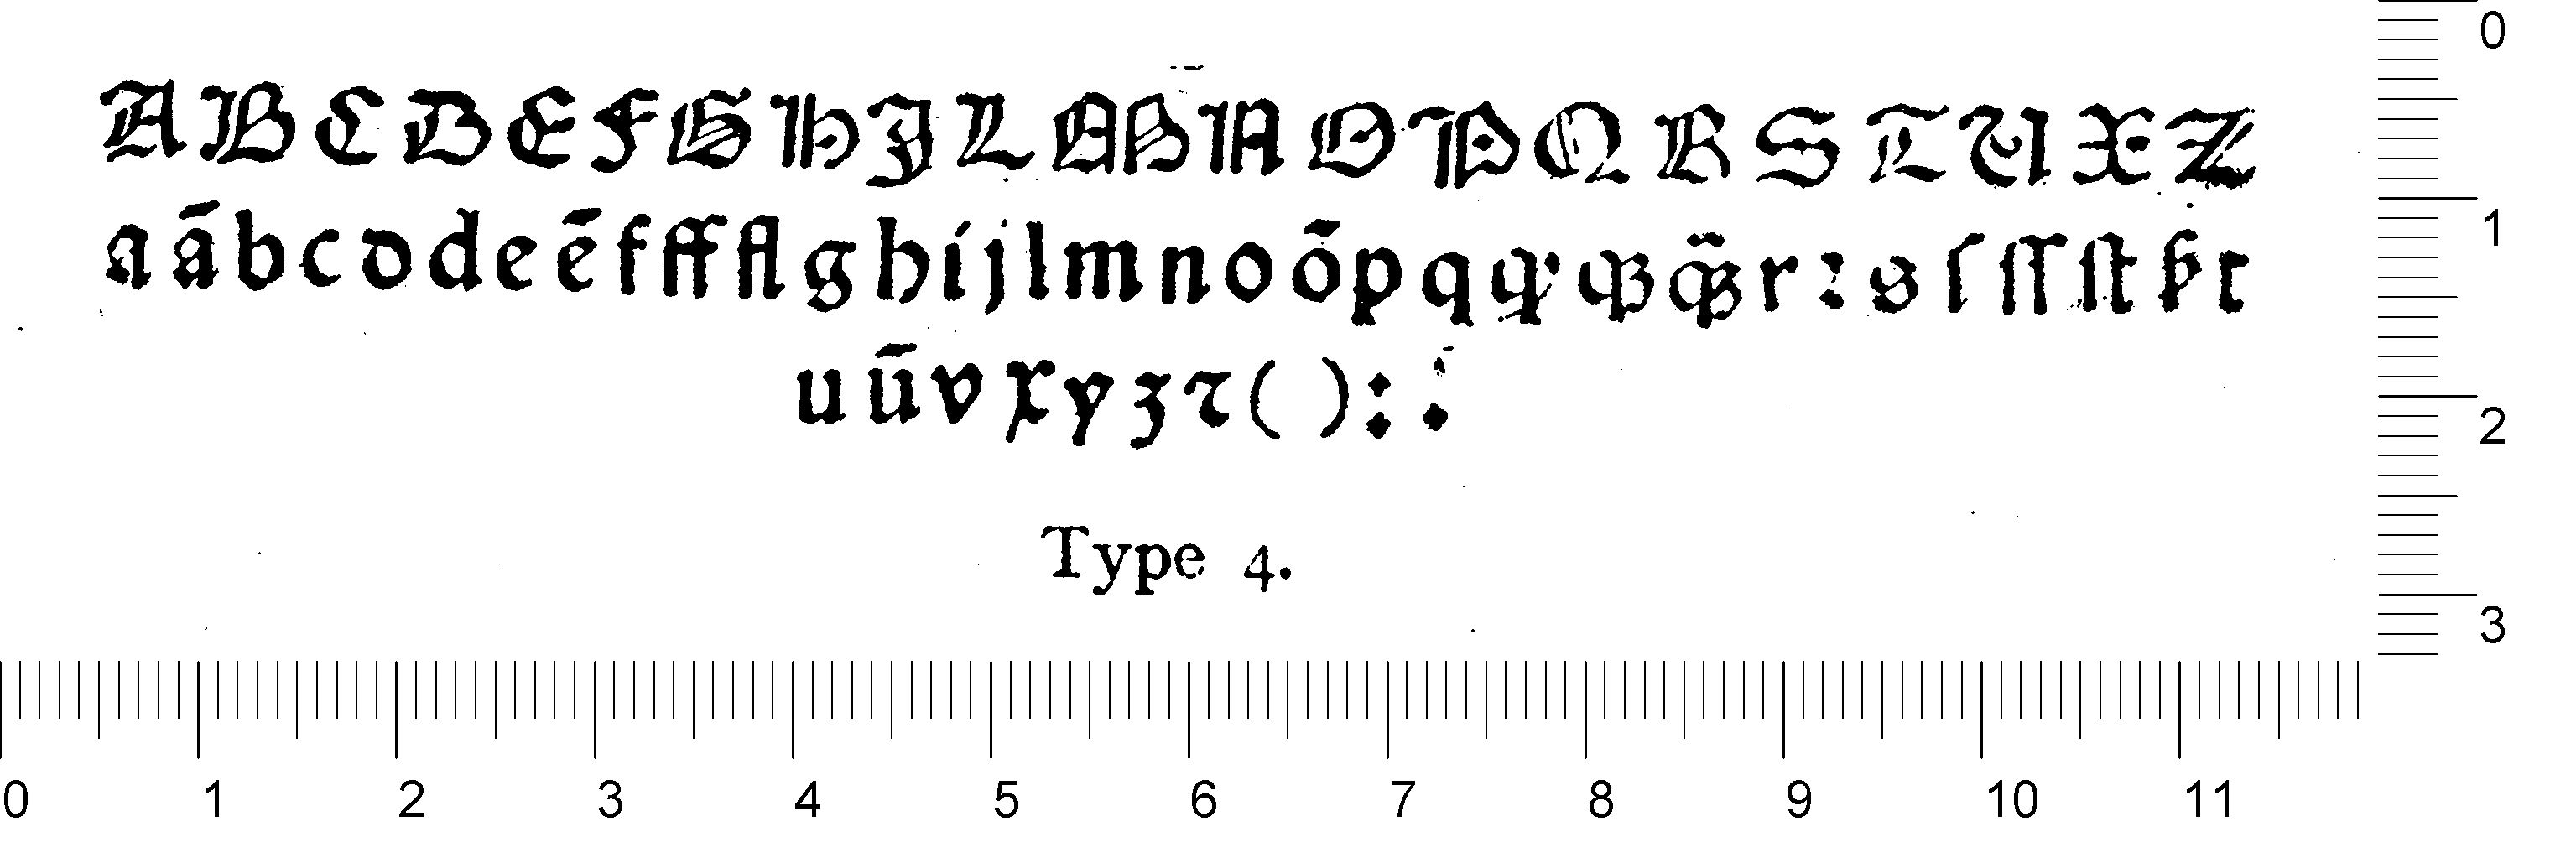 A B C D E F G H J L M N O P Q R S T U X Z
a ā b c d d e ē f ff fl g h i j l m n o ō p q q̕ qꝫ q̃ꝫ r ꝛ s ſ ſſ ſt ꝥ t
u ū v x y z ⁊ ( ) : .
Type 4.
0 1 2 3 4 5 6 7 8 9 10 11
0
1
2
3